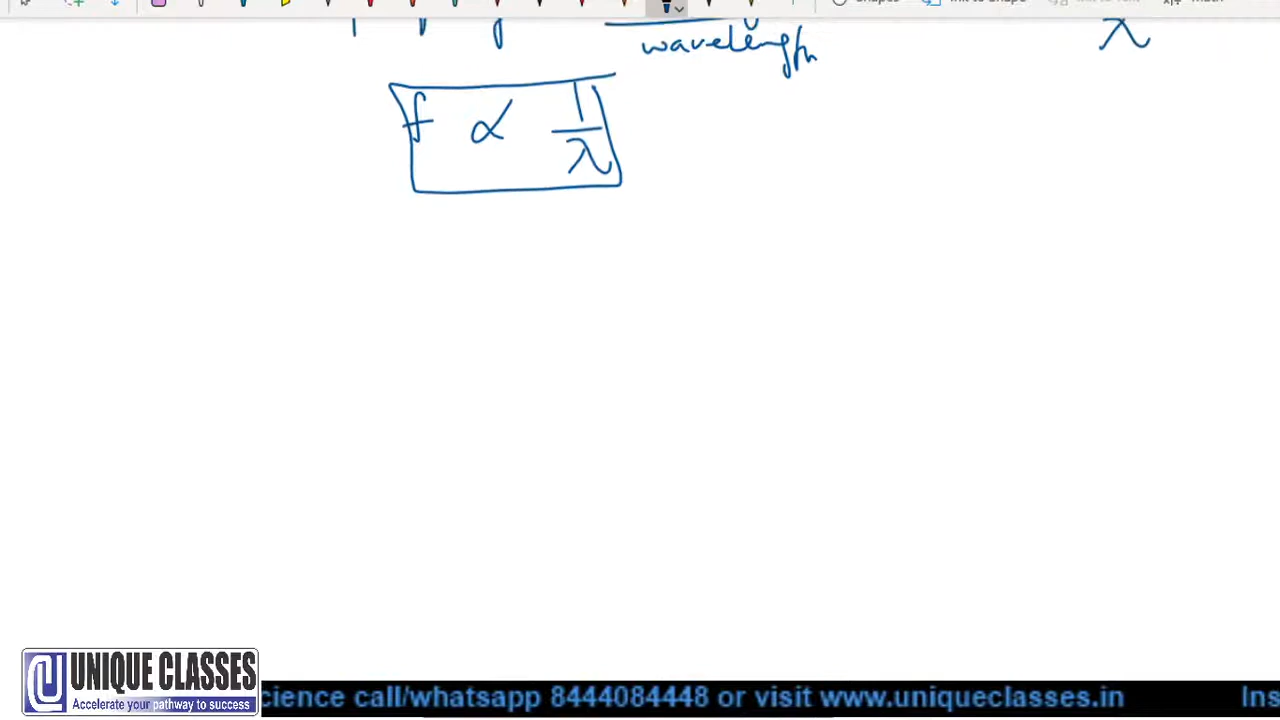 wavelength
λ
f ∝ 1/λ
UNIQUE CLASSES
Accelerate your pathway to success
cience call/whatsapp 8444084448 or visit www.uniqueclasses.in Ins